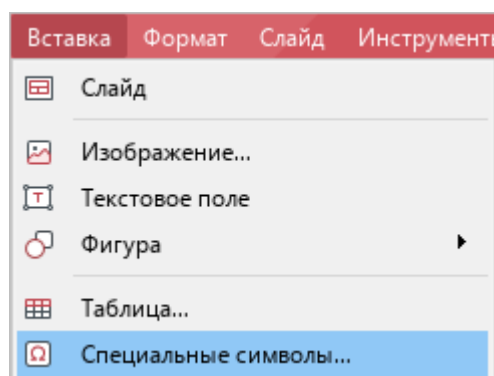 Вставка Формат Слайд Инструменты
Слайд
Изображение...
Текстовое поле
Фигура
Таблица...
Специальные символы...